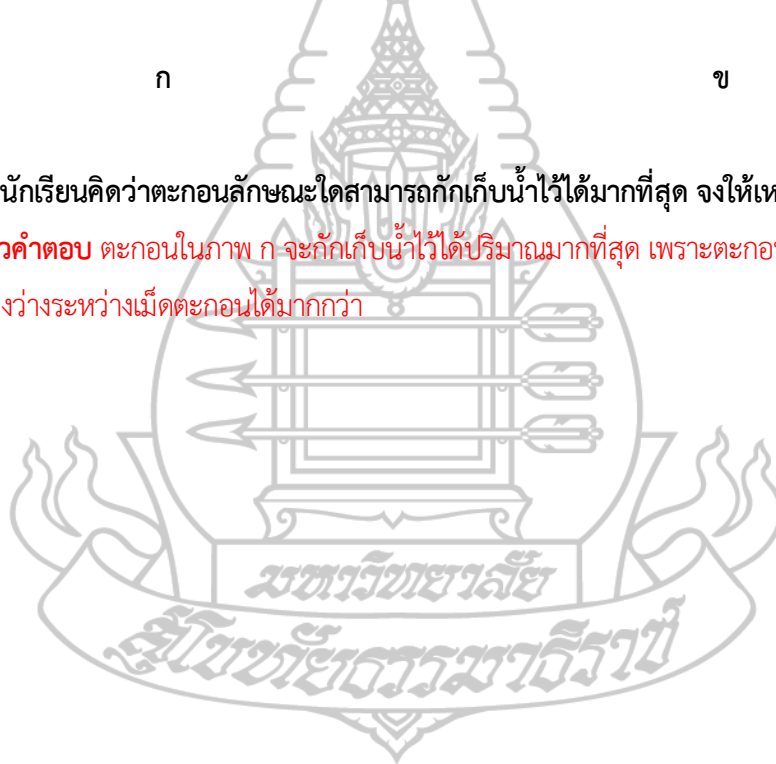 ก ข
นักเรียนคิดว่าตะกอนลักษณะใดสามารถกักเก็บน้ำไว้ได้มากที่สุด จงให้เห
วคำตอบ ตะกอนในภาพ ก จะกักเก็บน้ำไว้ได้ปริมาณมากที่สุด เพราะตะกอน
งว่างระหว่างเม็ดตะกอนได้มากกว่า
มหาวิทยาลัย
สุโขทัยธรรมาธิราช